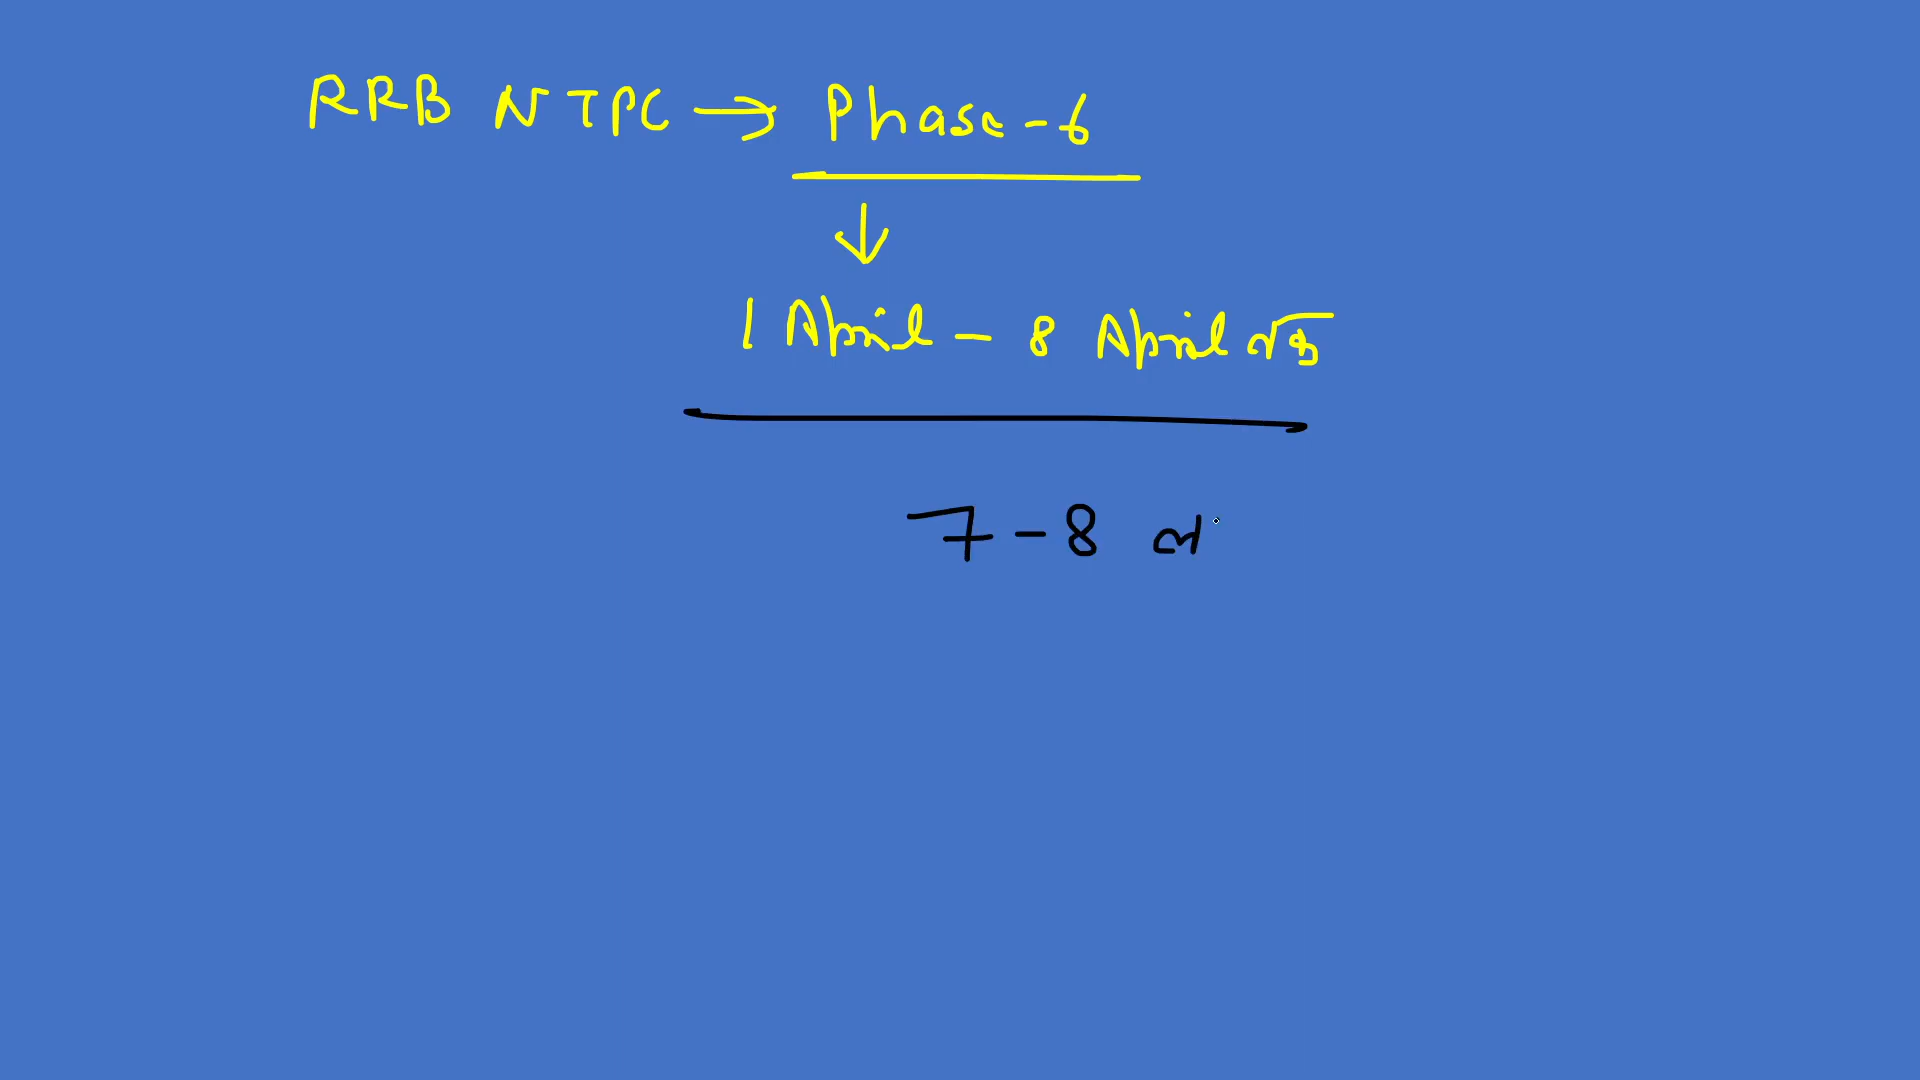 RRB NTPC → Phase-6
↓
1 April - 8 April तक
7-8 ल